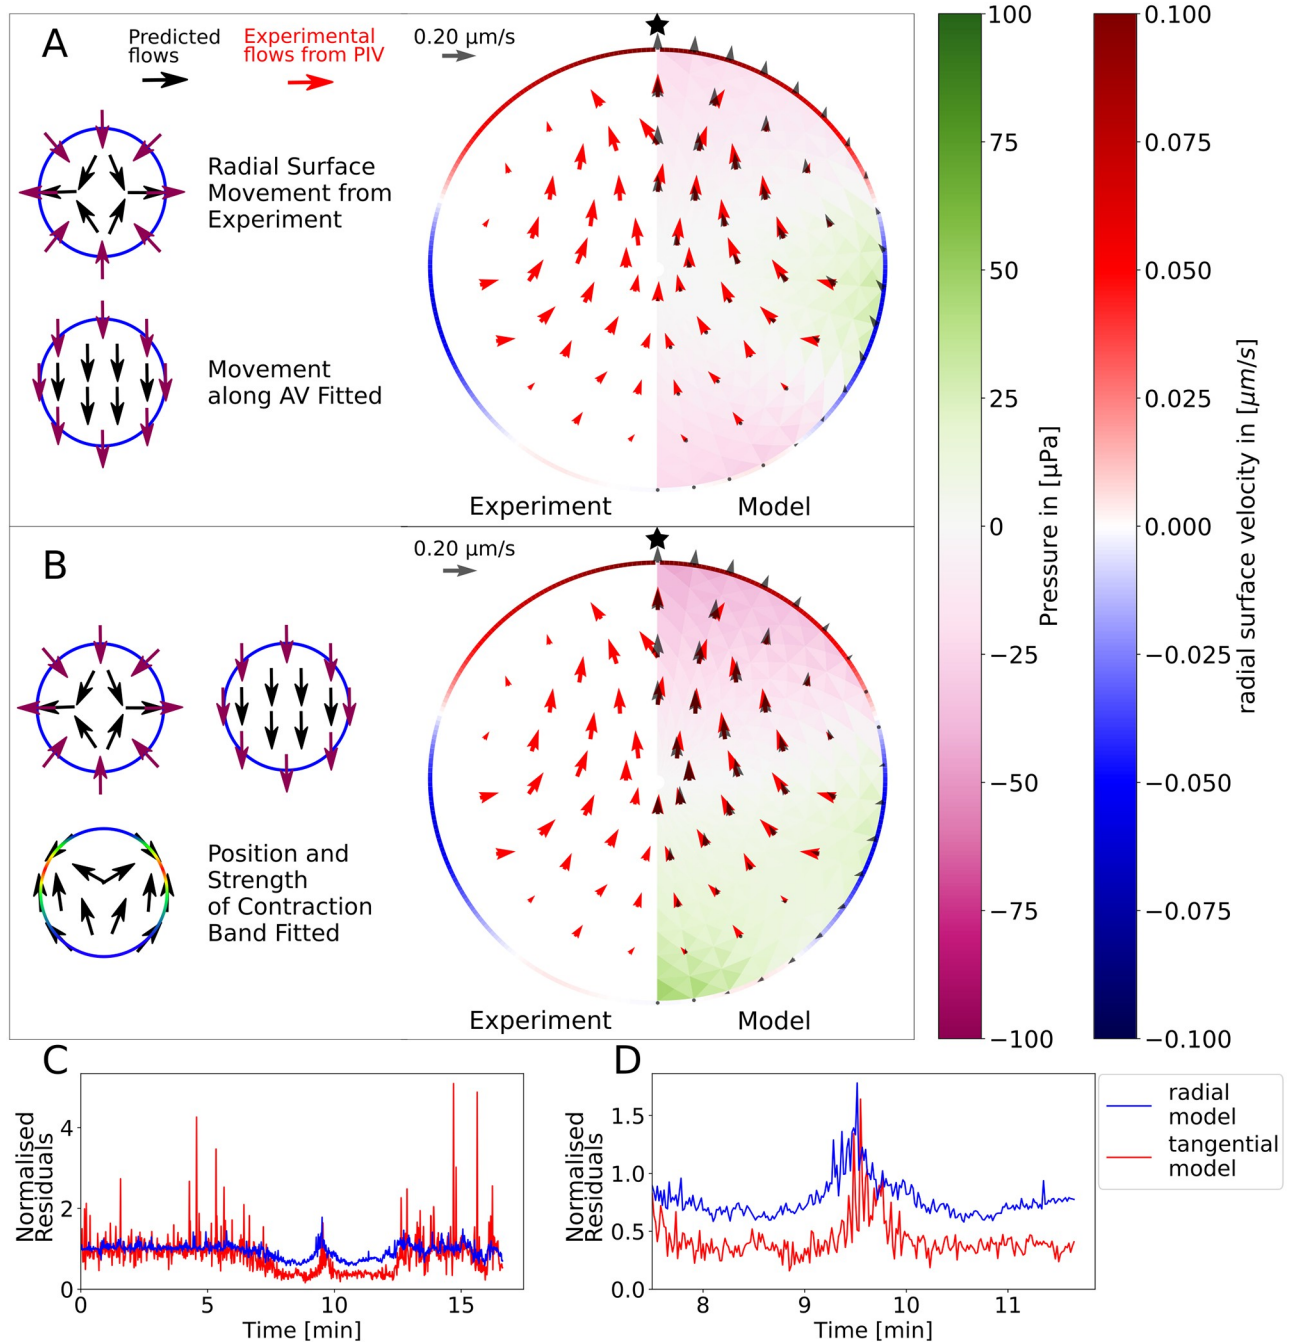 A
Predicted
flows
Experimental
flows from PIV
0.20 µm/s
Radial Surface
Movement from
Experiment
Movement
along AV Fitted
Experiment
Model
B
0.20 µm/s
Position and
Strength
of Contraction
Band Fitted
Experiment
Model
100
75
50
25
0
−25
−50
−75
−100
Pressure in [µPa]
0.100
0.075
0.050
0.025
0.000
−0.025
−0.050
−0.075
−0.100
radial surface velocity in [µm/s]
C
Normalised
Residuals
4
2
0
0
5
10
15
Time [min]
D
Normalised
Residuals
1.5
1.0
0.5
0.0
8
9
10
11
Time [min]
radial
model
tangential
model